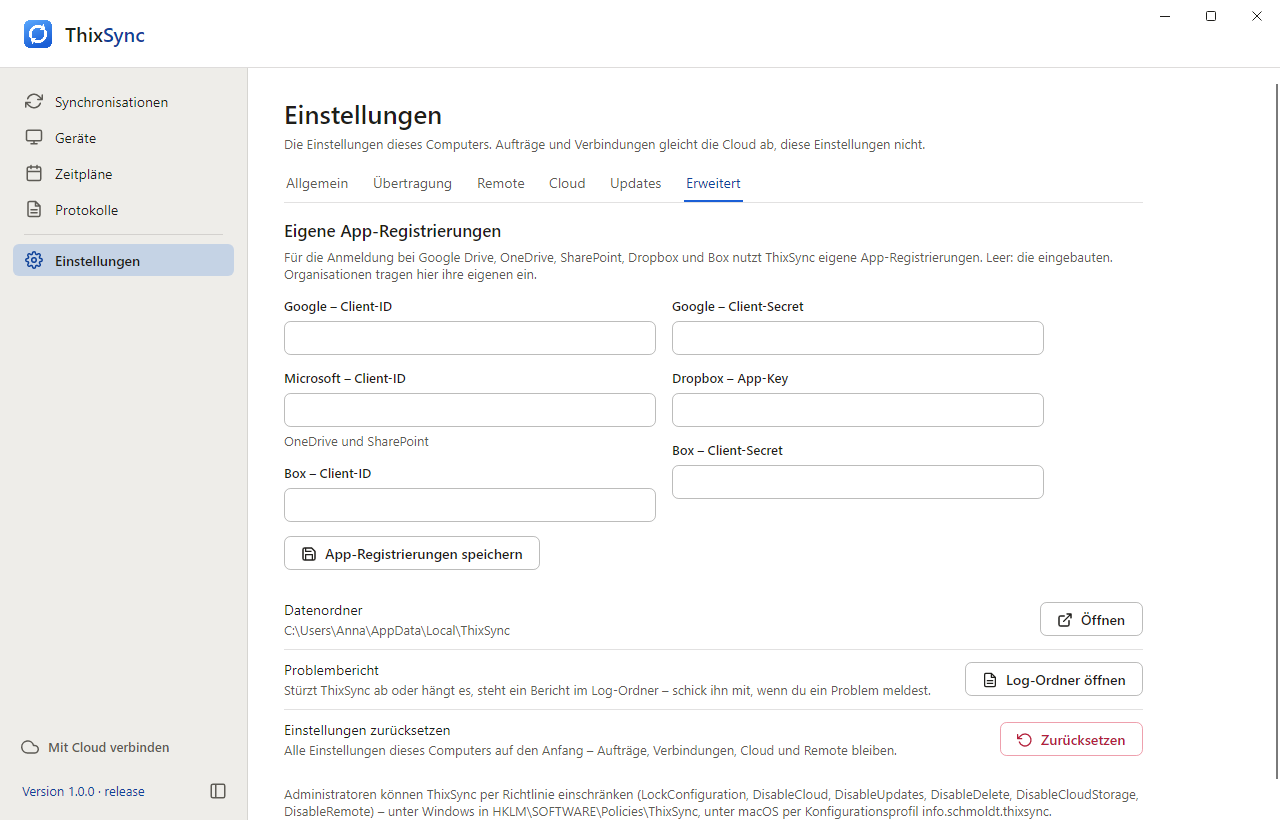 ThixSync
Synchronisationen
Geräte
Zeitpläne
Protokolle
Einstellungen
Mit Cloud verbinden
Version 1.0.0 · release
Einstellungen
Die Einstellungen dieses Computers. Aufträge und Verbindungen gleicht die Cloud ab, diese Einstellungen nicht.
Allgemein Übertragung Remote Cloud Updates Erweitert
Eigene App-Registrierungen
Für die Anmeldung bei Google Drive, OneDrive, SharePoint, Dropbox und Box nutzt ThixSync eigene App-Registrierungen. Leer: die eingebauten.
Organisationen tragen hier ihre eigenen ein.
Google – Client-ID
Google – Client-Secret
Microsoft – Client-ID
Dropbox – App-Key
OneDrive und SharePoint
Box – Client-Secret
Box – Client-ID
App-Registrierungen speichern
Datenordner
C:\Users\Anna\AppData\Local\ThixSync
Öffnen
Problembericht
Stürzt ThixSync ab oder hängt es, steht ein Bericht im Log-Ordner – schick ihn mit, wenn du ein Problem meldest.
Log-Ordner öffnen
Einstellungen zurücksetzen
Alle Einstellungen dieses Computers auf den Anfang – Aufträge, Verbindungen, Cloud und Remote bleiben.
Zurücksetzen
Administratoren können ThixSync per Richtlinie einschränken (LockConfiguration, DisableCloud, DisableUpdates, DisableDelete, DisableCloudStorage,
DisableRemote) – unter Windows in HKLM\SOFTWARE\Policies\ThixSync, unter macOS per Konfigurationsprofil info.schmoldt.thixsync.